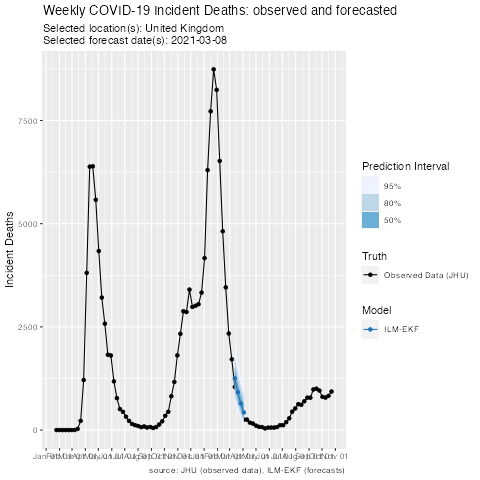 Weekly COVID-19 Incident Deaths: observed and forecasted
Selected location(s): United Kingdom
Selected forecast date(s): 2021-03-08
Incident Deaths
7500
5000
2500
0
Nov 01
source: JHU (observed data), ILM-EKF (forecasts)
Prediction Interval
95%
80%
50%
Truth
Observed Data (JHU)
Model
ILM-EKF